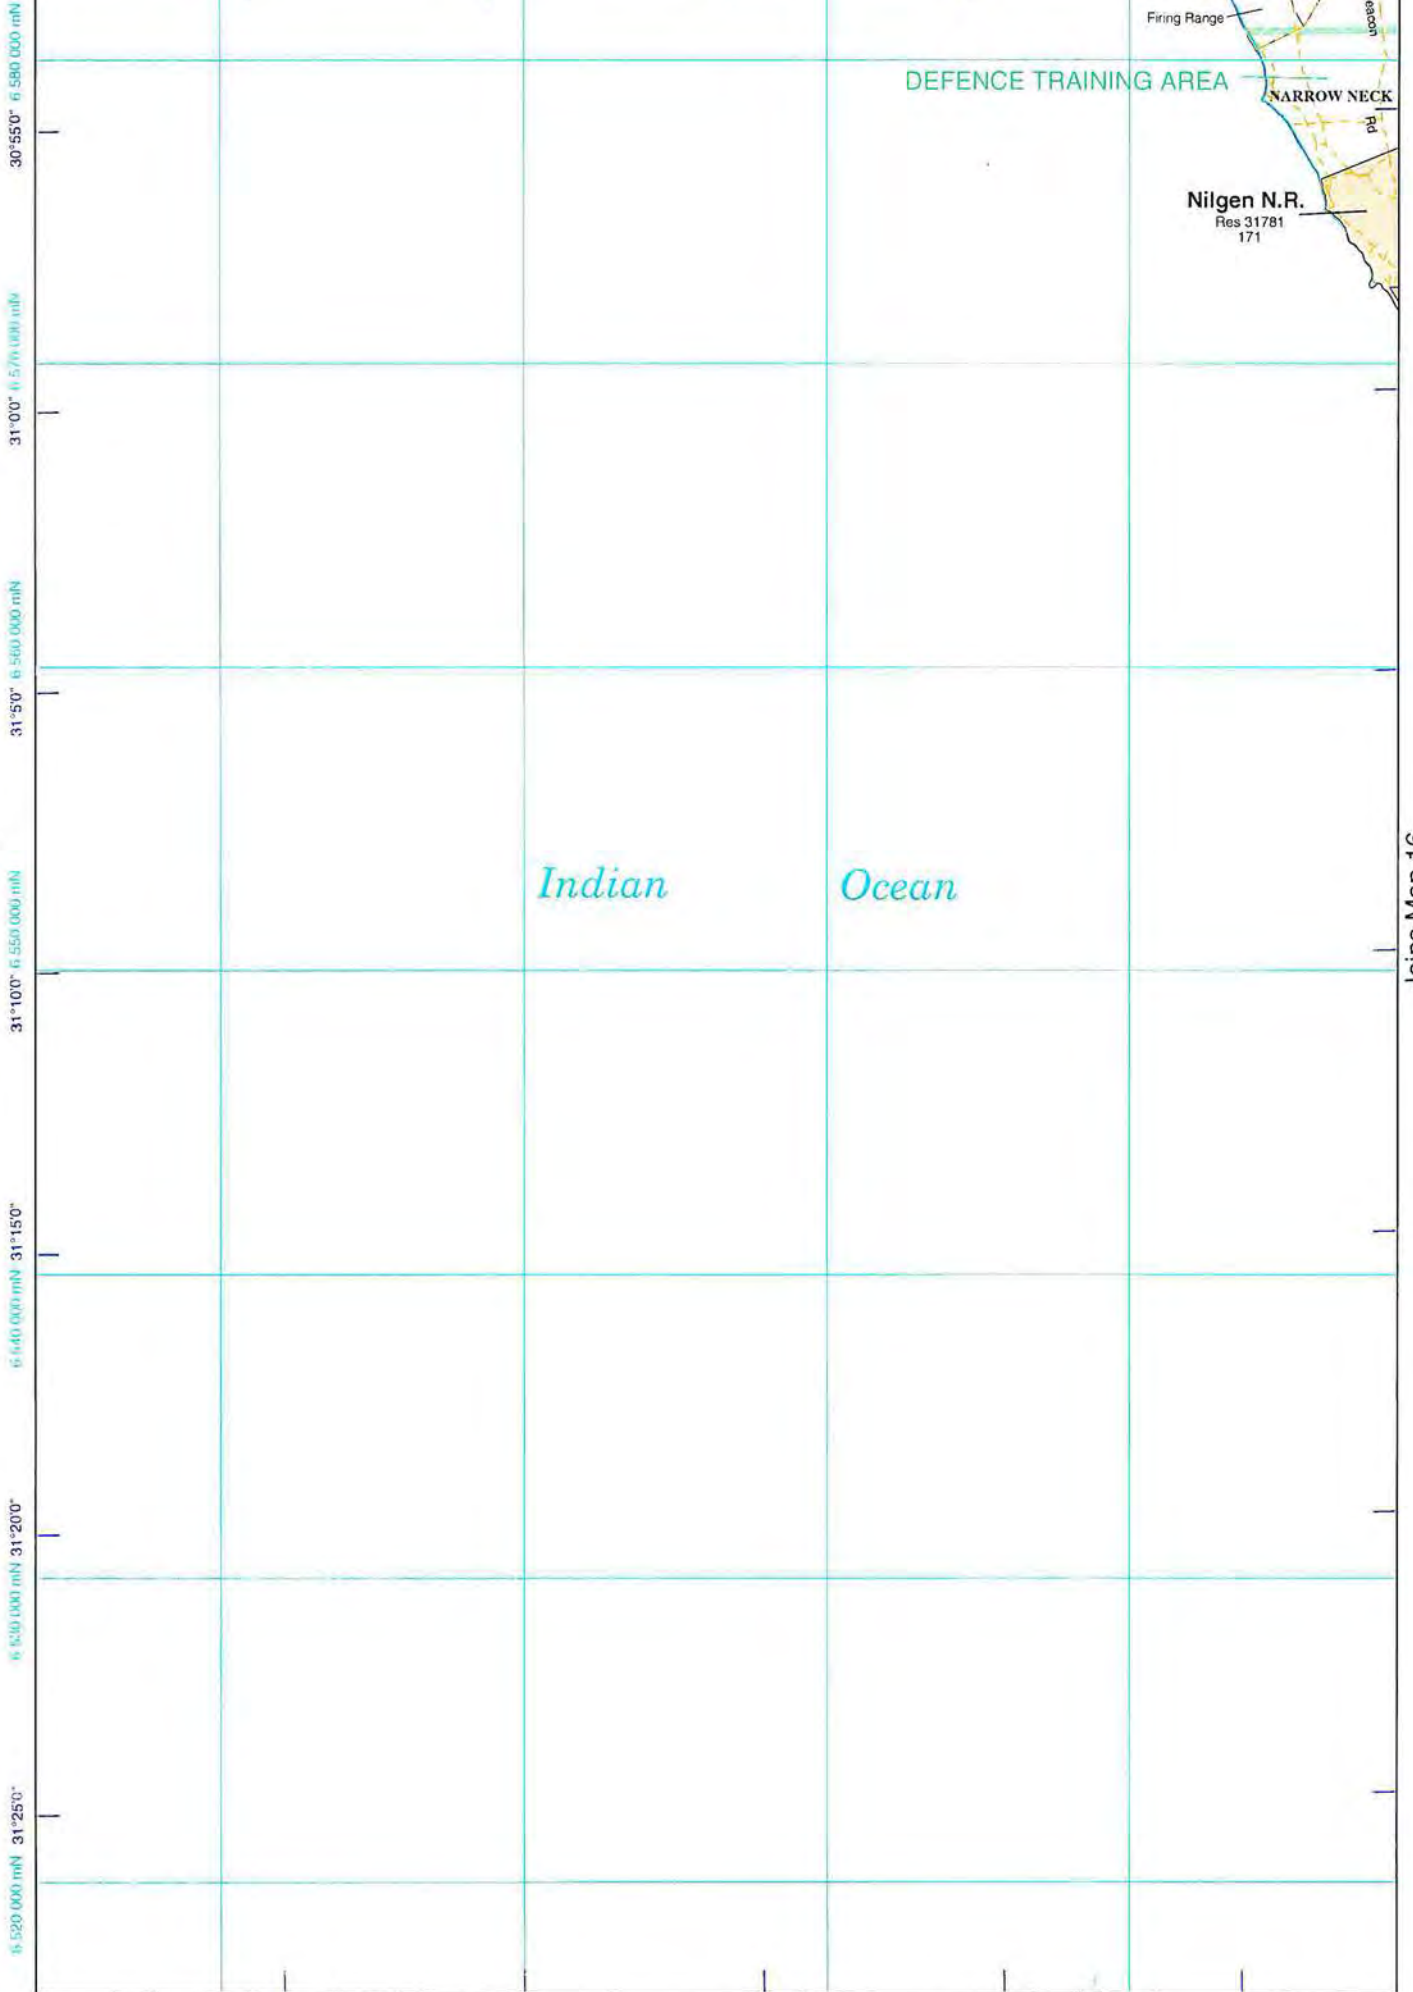 Firing Range
eacon
6 580 000 mN
DEFENCE TRAINING AREA
NARROW NECK
Rd
30°55'0"
Nilgen N.R.
Res 31781
171
6 570 000 mN
31°0'0"
6 560 000 mN
31°5'0"
Indian Ocean
6 550 000 mN
31°10'0"
31°15'0"
6 540 000 mN
31°20'0"
6 530 000 mN
31°25'0"
6 520 000 mN